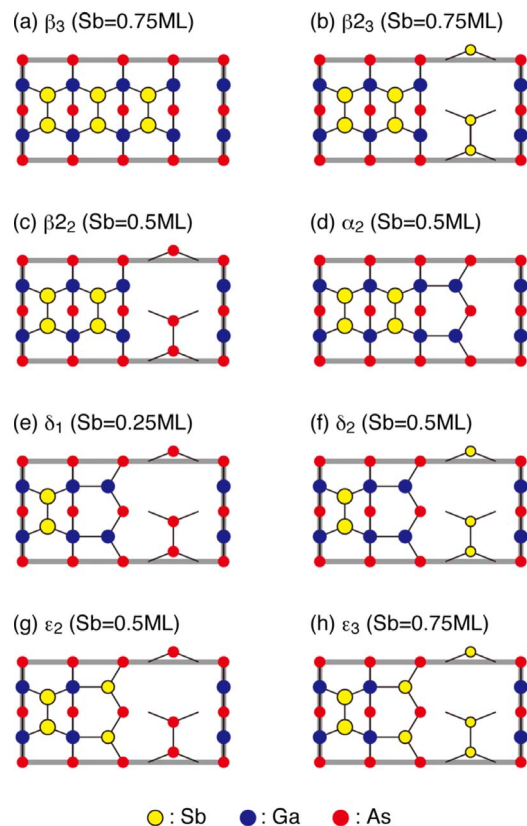 (a) β₃ (Sb=0.75ML)
(b) β2₃ (Sb=0.75ML)
(c) β2₂ (Sb=0.5ML)
(d) α₂ (Sb=0.5ML)
(e) δ₁ (Sb=0.25ML)
(f) δ₂ (Sb=0.5ML)
(g) ε₂ (Sb=0.5ML)
(h) ε₃ (Sb=0.75ML)
: Sb : Ga : As